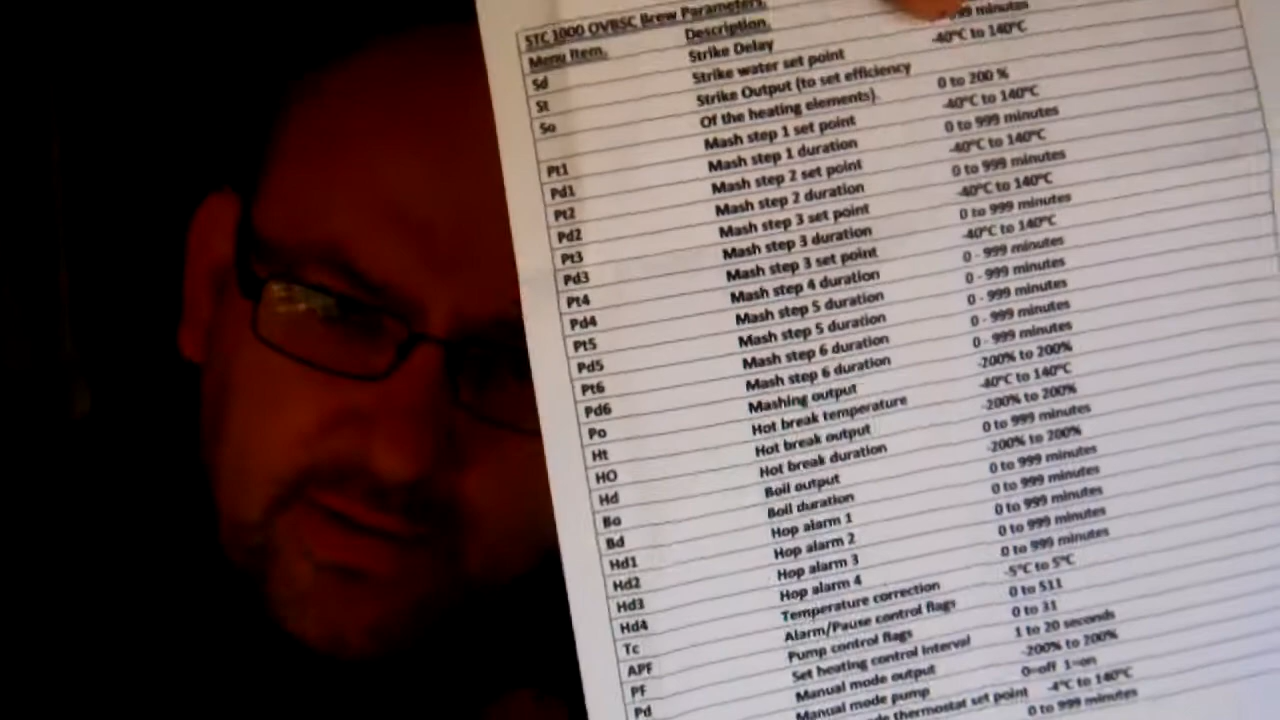 STC 1000 OVBSC Brew Parameters.
Menu Item. Description.
Sd Strike Delay 999 minutes
St Strike water set point -40°C to 140°C
So Strike Output (to set efficiency
Of the heating elements) 0 to 200 %
Pt1 Mash step 1 set point -40°C to 140°C
Pd1 Mash step 1 duration 0 to 999 minutes
Pt2 Mash step 2 set point -40°C to 140°C
Pd2 Mash step 2 duration 0 to 999 minutes
Pt3 Mash step 3 set point -40°C to 140°C
Pd3 Mash step 3 duration 0 to 999 minutes
Pt4 Mash step 3 set point -40°C to 140°C
Pd4 Mash step 4 duration 0 - 999 minutes
Pt5 Mash step 5 duration 0 - 999 minutes
Pd5 Mash step 5 duration 0 - 999 minutes
Pt6 Mash step 6 duration 0 - 999 minutes
Pd6 Mash step 6 duration 0 - 999 minutes
Po Mashing output -200% to 200%
Ht Hot break temperature -40°C to 140°C
HO Hot break output -200% to 200%
Hd Hot break duration 0 to 999 minutes
Bo Boil output -200% to 200%
Bd Boil duration 0 to 999 minutes
Hd1 Hop alarm 1 0 to 999 minutes
Hd2 Hop alarm 2 0 to 999 minutes
Hd3 Hop alarm 3 0 to 999 minutes
Hd4 Hop alarm 4 0 to 999 minutes
Tc Temperature correction -5°C to 5°C
APF Alarm/Pause control flags 0 to 511
PF Pump control flags 0 to 31
Pd Set heating control interval 1 to 20 seconds
Manual mode output -200% to 200%
Manual mode pump 0=off 1=on
thermostat set point -4°C to 140°C
0 to 999 minutes